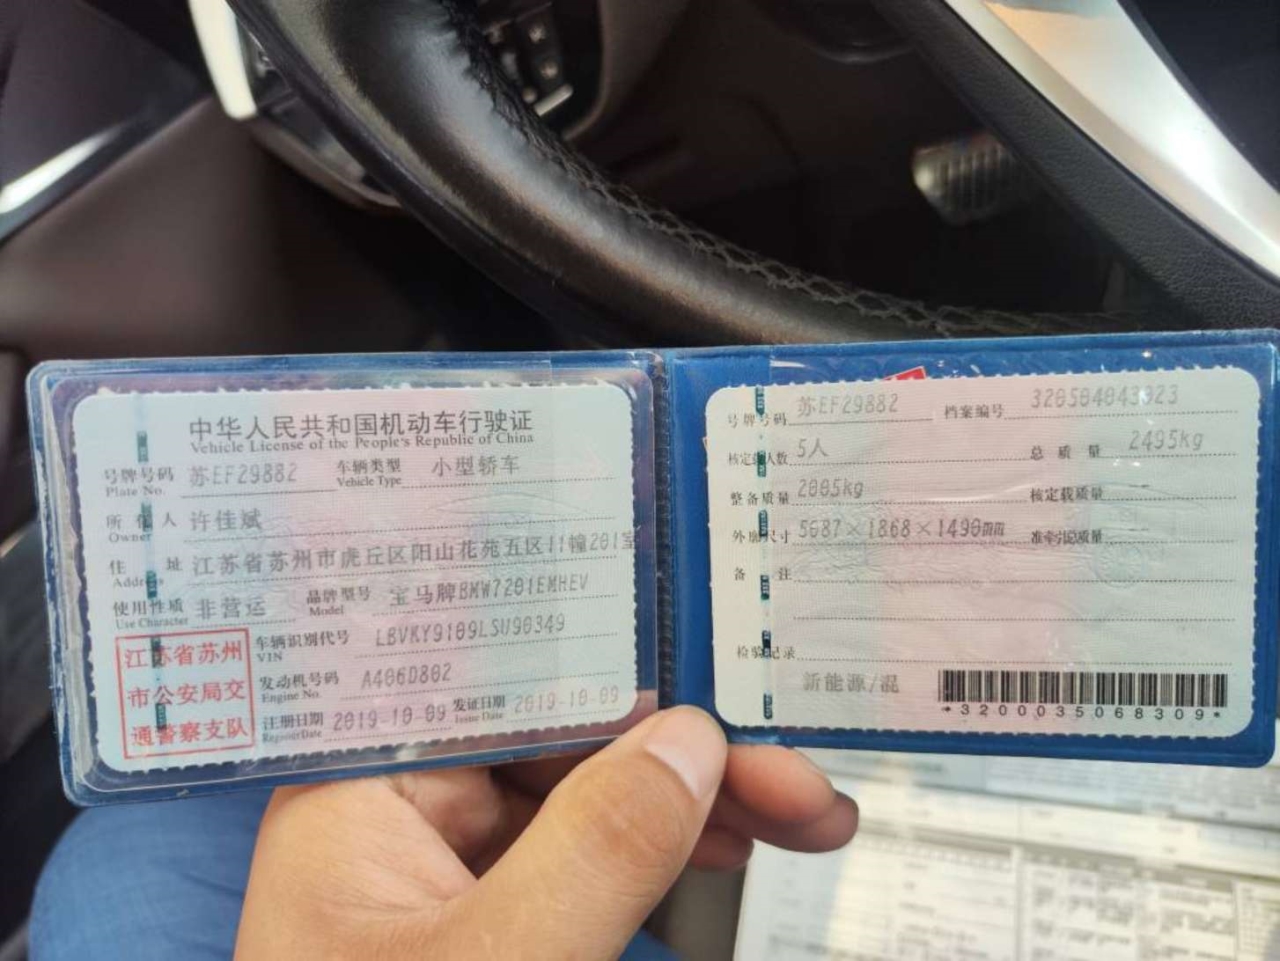 中华人民共和国机动车行驶证
Vehicle License of the People's Republic of China
号牌号码 苏EF29882 车辆类型 小型轿车
Plate No. Vehicle Type
所有人 许佳斌
Owner
住址 江苏省苏州市虎丘区阳山花苑五区11幢201室
Address
使用性质 非营运 品牌型号 宝马牌BMW7201EMHEV
Use Character Model
江苏省苏州
市公安局交
通警察支队
车辆识别代号 LBVKY9109LSU90349
VIN
发动机号码 A406D802
Engine No.
注册日期 2019-10-09 发证日期 2019-10-09
Register Date Issue Date
号牌号码 苏EF29882 档案编号
核定载人数 5人 总质量 2495kg
整备质量 2005kg 核定载质量
外廓尺寸 5087×1868×1490 准牵引总质量
备注
检验记录
新能源/混
*3200035068309*